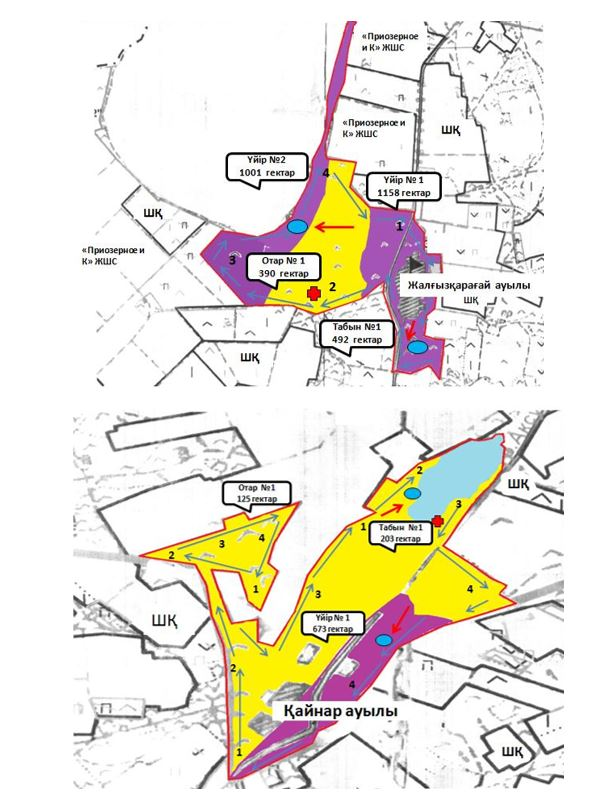 «Приозерное
и К» ЖШС
«Приозерное и
К» ЖШС
ШҚ
Үйір №2
1001 гектар
4
Үйір № 1
1158 гектар
ШҚ
1
«Приозерное и
К» ЖШС
3
Отар № 1
390 гектар
2
Жалғызқарағай ауылы
ШҚ
Табын №1
492 гектар
ШҚ
2
ШҚ
Отар №1
125 гектар
3
1
3
4
2
Табын №1
203 гектар
1
3
4
ШҚ
Үйір № 1
673 гектар
2
4
Қайнар ауылы
1
ШҚ